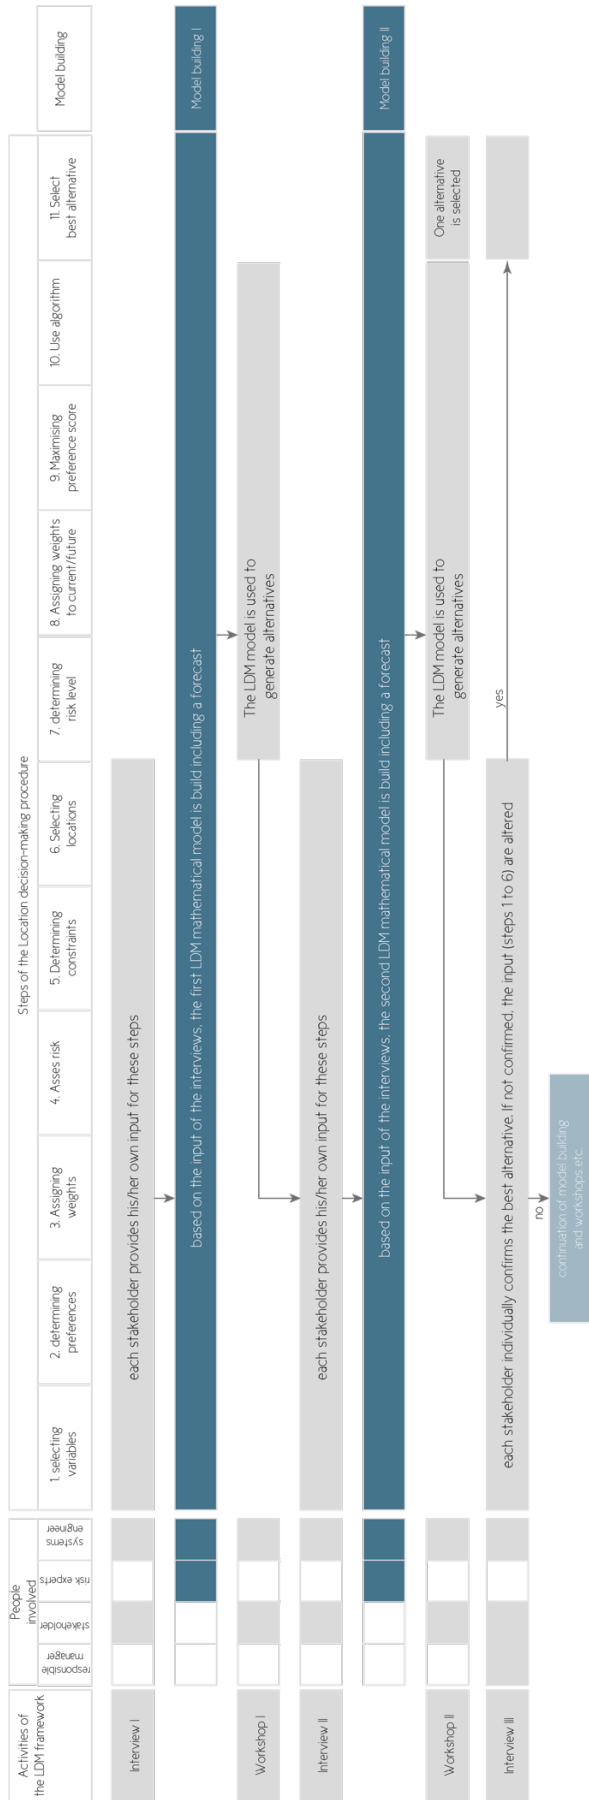 Activities of
the LDM framework
People
involved
responsible
manager
stakeholder
risk experts
systems
engineer
Steps of the Location decision-making procedure
1. selecting
variables
2. determining
preferences
3. Assigning
weights
4. Asses risk
5. Determining
constraints
6. Selecting
locations
7. determining
risk level
8. Assigning weights
to current/future
9. Maximising
preference score
10. Use algorithm
11. Select
best alternative
Model building
Interview I
each stakeholder provides his/her own input for these steps
based on the input of the interviews, the first LDM mathematical model is build including a forecast
Model building I
Workshop I
The LDM model is used to
generate alternatives
Interview II
each stakeholder provides his/her own input for these steps
based on the input of the interviews, the second LDM mathematical model is build including a forecast
Model building II
Workshop II
The LDM model is used to
generate alternatives
One alternative
is selected
Interview III
each stakeholder individually confirms the best alternative. If not confirmed, the input (steps 1 to 6) are altered
yes
no
continuation of model building
and workshops etc.